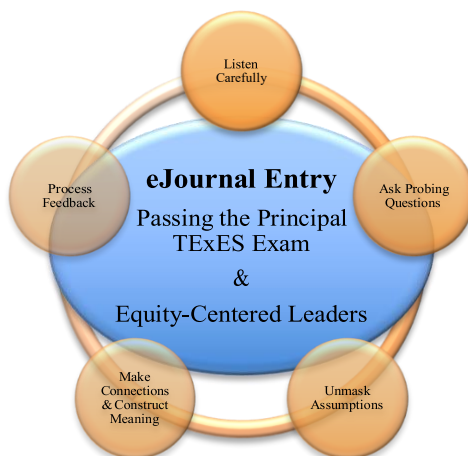 Listen
Carefully
Ask Probing
Questions
Unmask
Assumptions
Make
Connections
& Construct
Meaning
Process
Feedback
eJournal Entry
Passing the Principal
TExES Exam
&
Equity-Centered Leaders